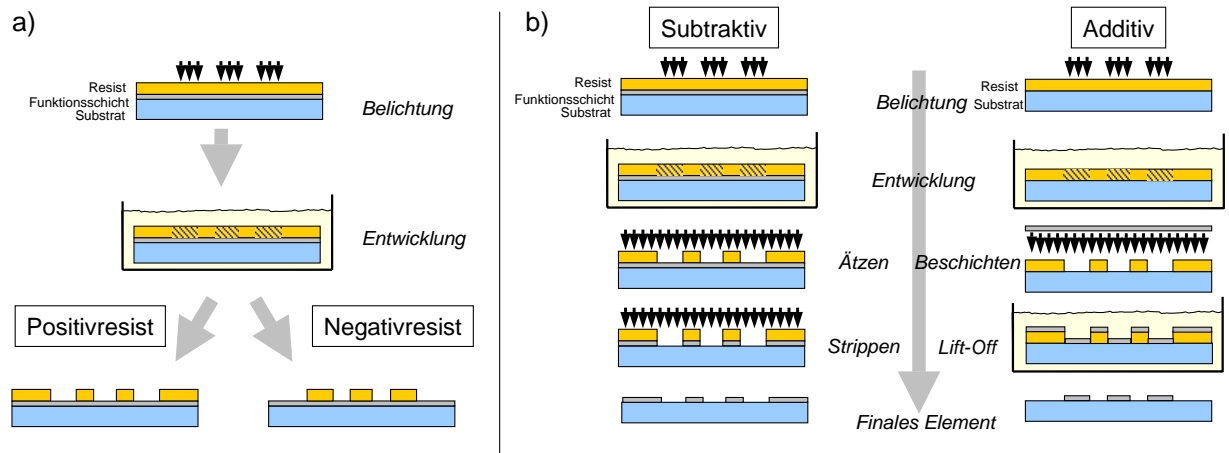 a)
Resist
Funktionsschicht
Substrat
Belichtung
Entwicklung
Positivresist
Negativresist
b)
Subtraktiv
Additiv
Resist
Funktionsschicht
Substrat
Belichtung
Resist
Substrat
Entwicklung
Ätzen
Beschichten
Strippen
Lift-Off
Finales Element